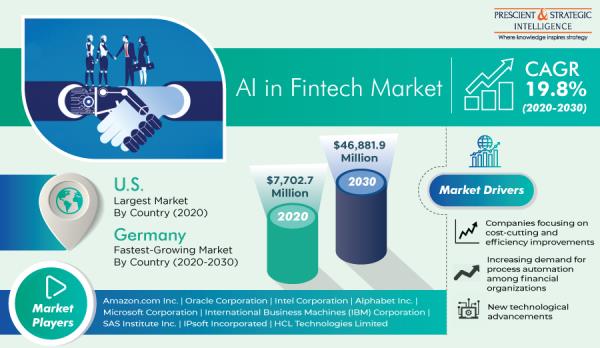 PRESCIENT & STRATEGIC
INTELLIGENCE
Where knowledge inspires strategy
AI in Fintech Market
CAGR
19.8%
(2020-2030)
U.S.
Largest Market
By Country (2020)
Germany
Fastest-Growing Market
By Country (2020-2030)
$7,702.7
Million
2020
$46,881.9
Million
2030
Market Drivers
Companies focusing on
cost-cutting and
efficiency improvements
Increasing demand for
process automation
among financial
organizations
New technological
advancements
Market
Players
Amazon.com Inc. | Oracle Corporation | Intel Corporation | Alphabet Inc. |
Microsoft Corporation | International Business Machines (IBM) Corporation |
SAS Institute Inc. | IPsoft Incorporated | HCL Technologies Limited